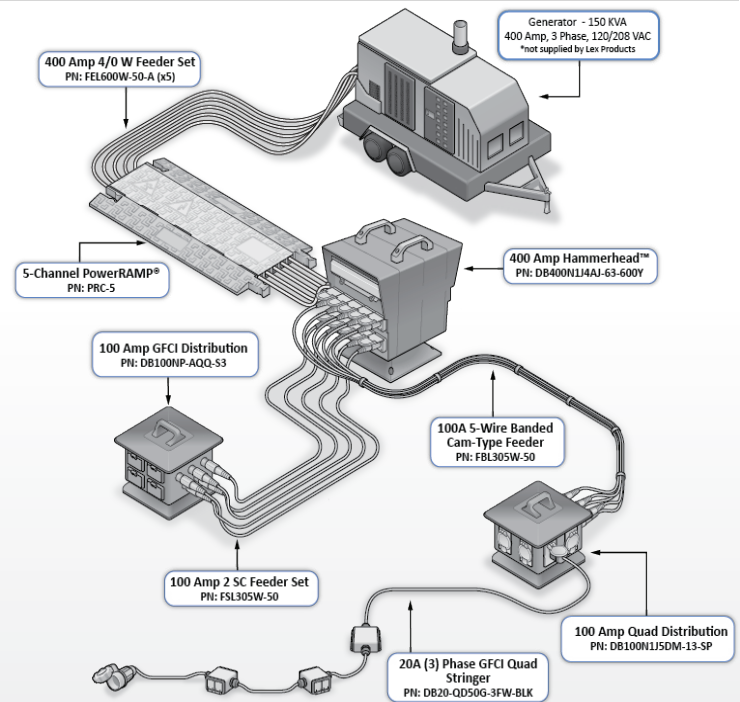 Generator - 150 KVA
400 Amp, 3 Phase, 120/208 VAC
*not supplied by Lex Products
400 Amp 4/0 W Feeder Set
PN: FEL600W-50-A (x5)
5-Channel PowerRAMP®
PN: PRC-5
400 Amp Hammerhead™
PN: DB400N1J4AJ-63-600Y
100 Amp GFCI Distribution
PN: DB100NP-AQQ-S3
100A 5-Wire Banded
Cam-Type Feeder
PN: FBL305W-50
100 Amp 2 SC Feeder Set
PN: FSL305W-50
100 Amp Quad Distribution
PN: DB100N1J5DM-13-SP
20A (3) Phase GFCI Quad
Stringer
PN: DB20-QD50G-3FW-BLK